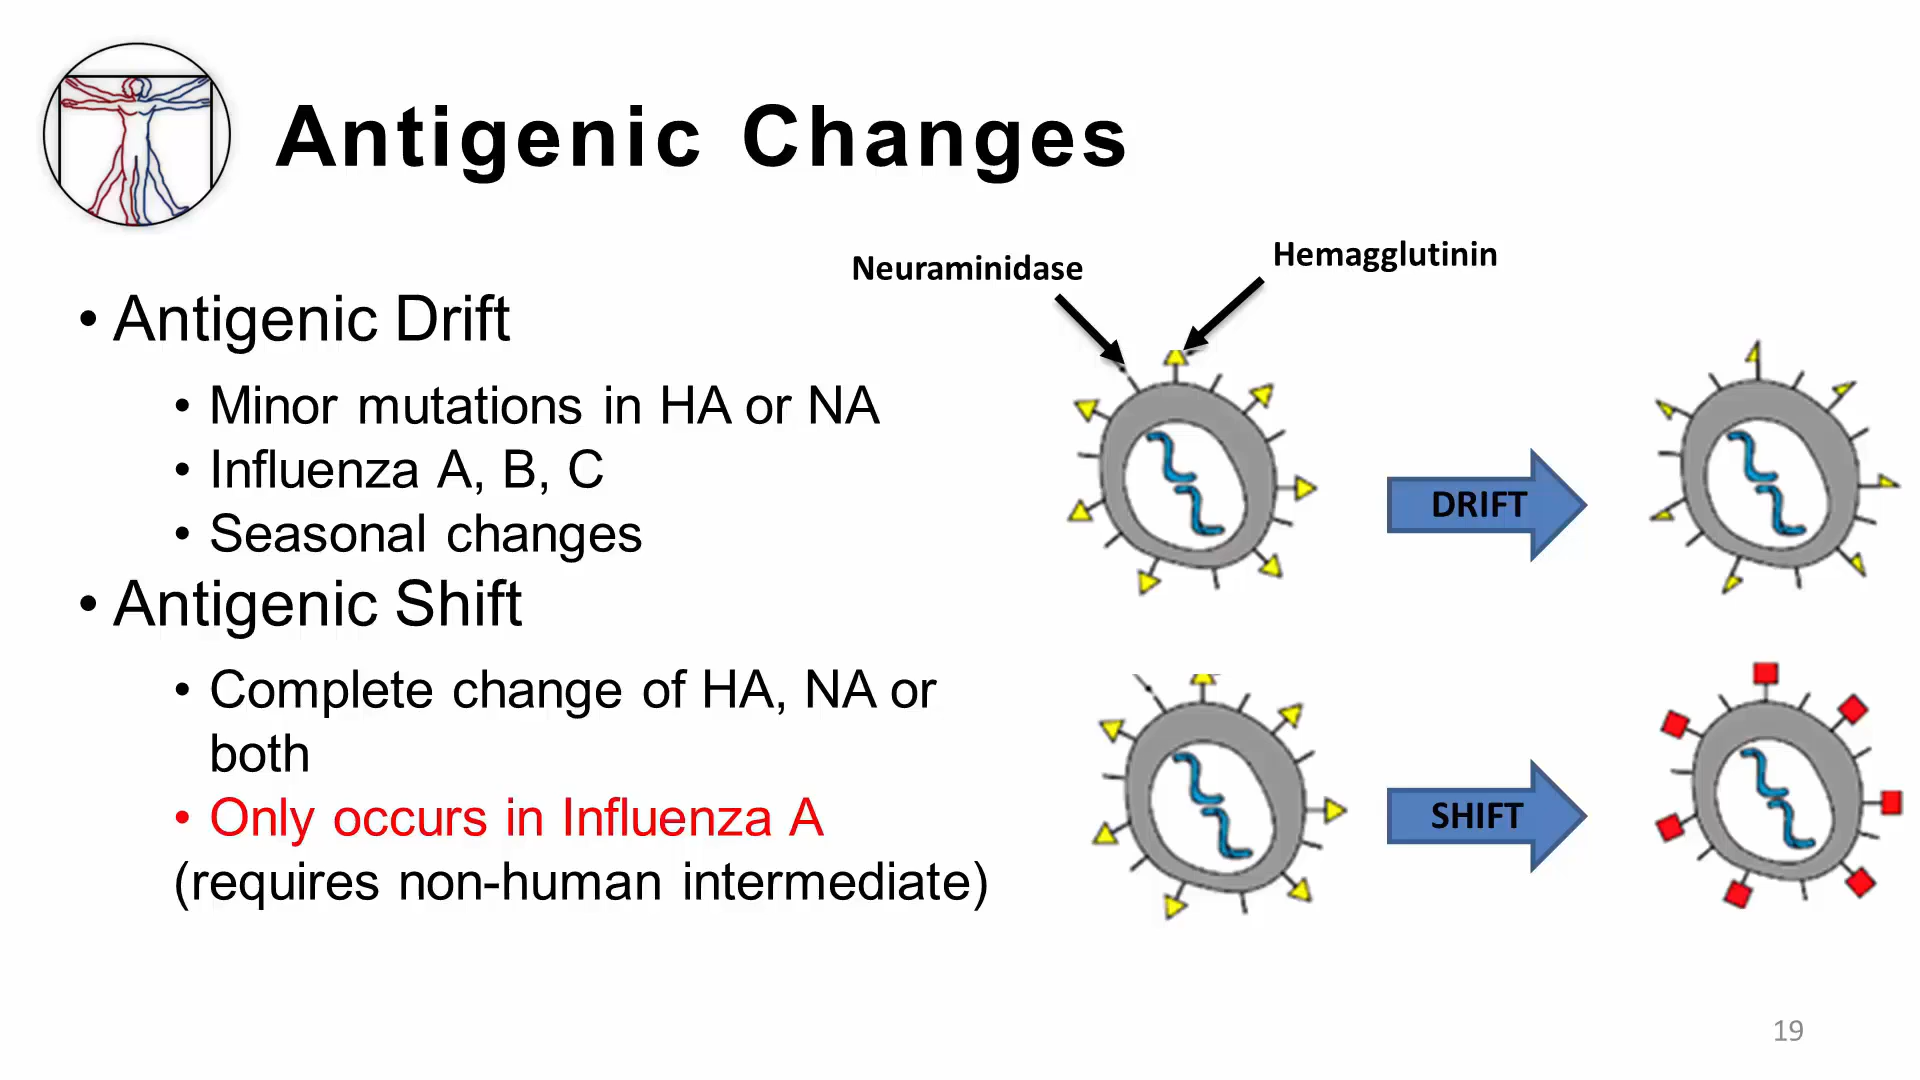 Antigenic Changes
Neuraminidase
Hemagglutinin
• Antigenic Drift
• Minor mutations in HA or NA
• Influenza A, B, C
• Seasonal changes
DRIFT
• Antigenic Shift
• Complete change of HA, NA or
both
• Only occurs in Influenza A
(requires non-human intermediate)
SHIFT
19